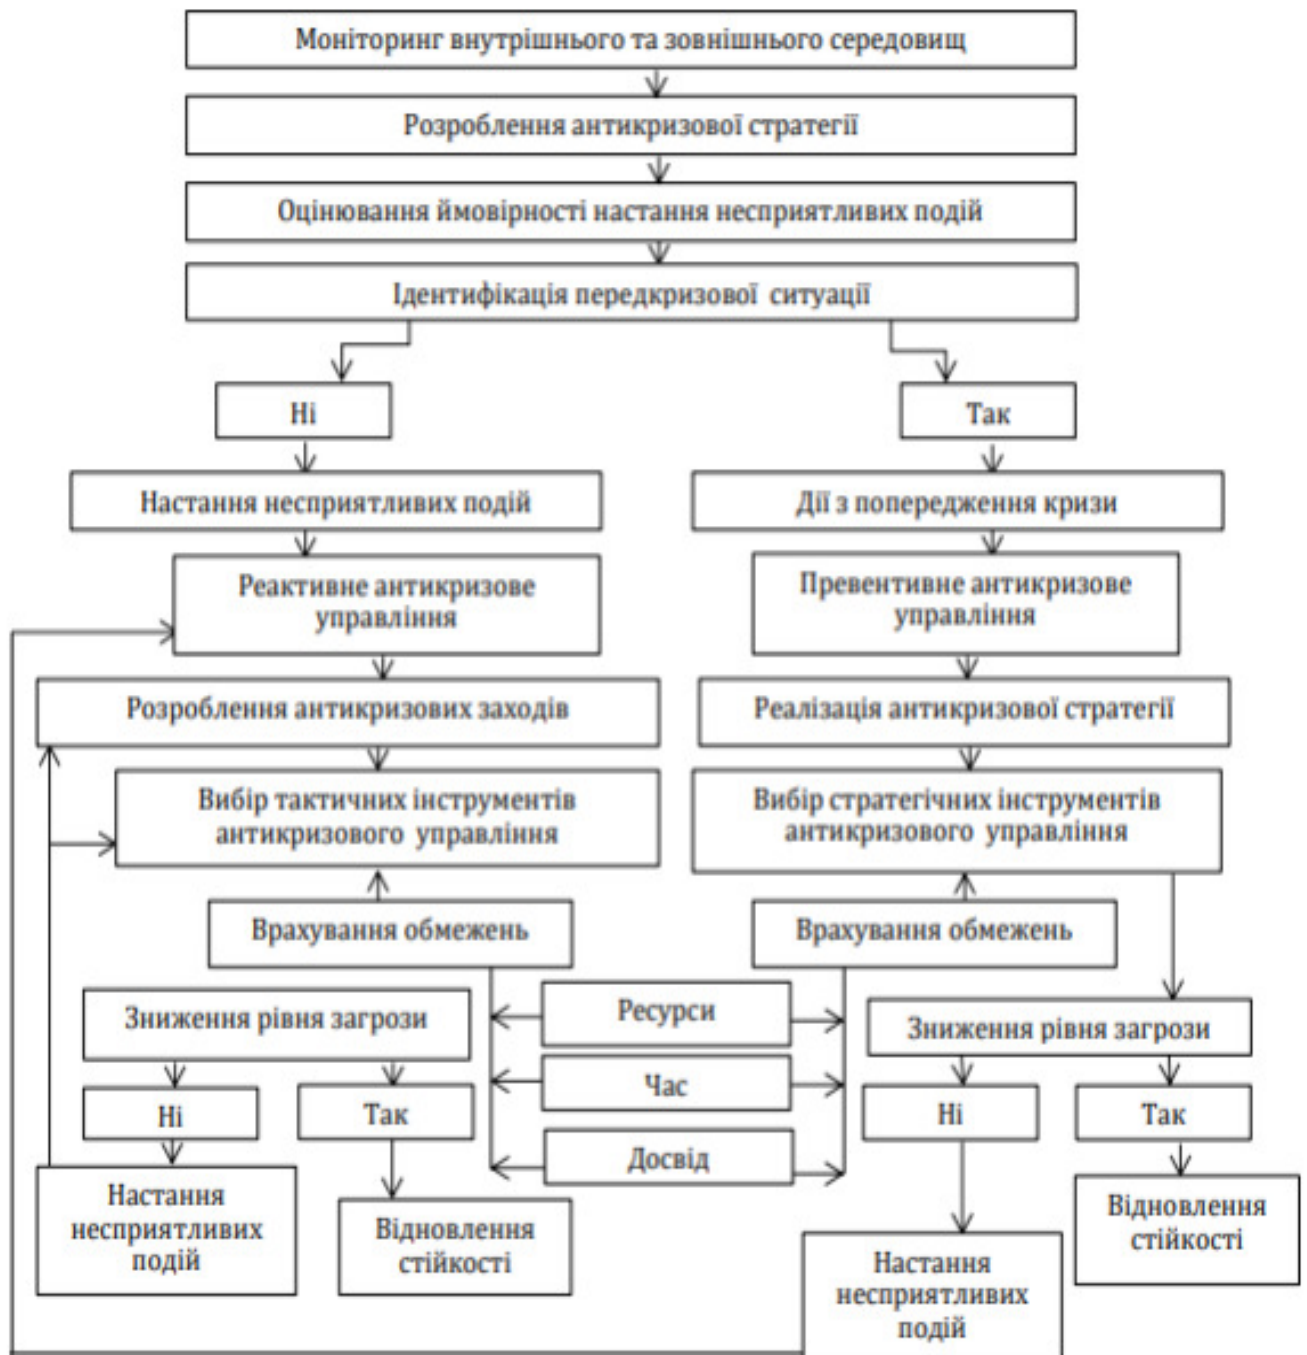 Моніторинг внутрішнього та зовнішнього середовищ
Розроблення антикризової стратегії
Оцінювання ймовірності настання несприятливих подій
Ідентифікація передкризової ситуації
Ні
Так
Настання несприятливих подій
Дії з попередження кризи
Реактивне антикризове
управління
Превентивне антикризове
управління
Розроблення антикризових заходів
Реалізація антикризової стратегії
Вибір тактичних інструментів
антикризового управління
Вибір стратегічних інструментів
антикризового управління
Врахування обмежень
Врахування обмежень
Зниження рівня загрози
Ресурси
Зниження рівня загрози
Час
Ні
Так
Ні
Так
Досвід
Настання
несприятливих
подій
Відновлення
стійкості
Настання
несприятливих
подій
Відновлення
стійкості